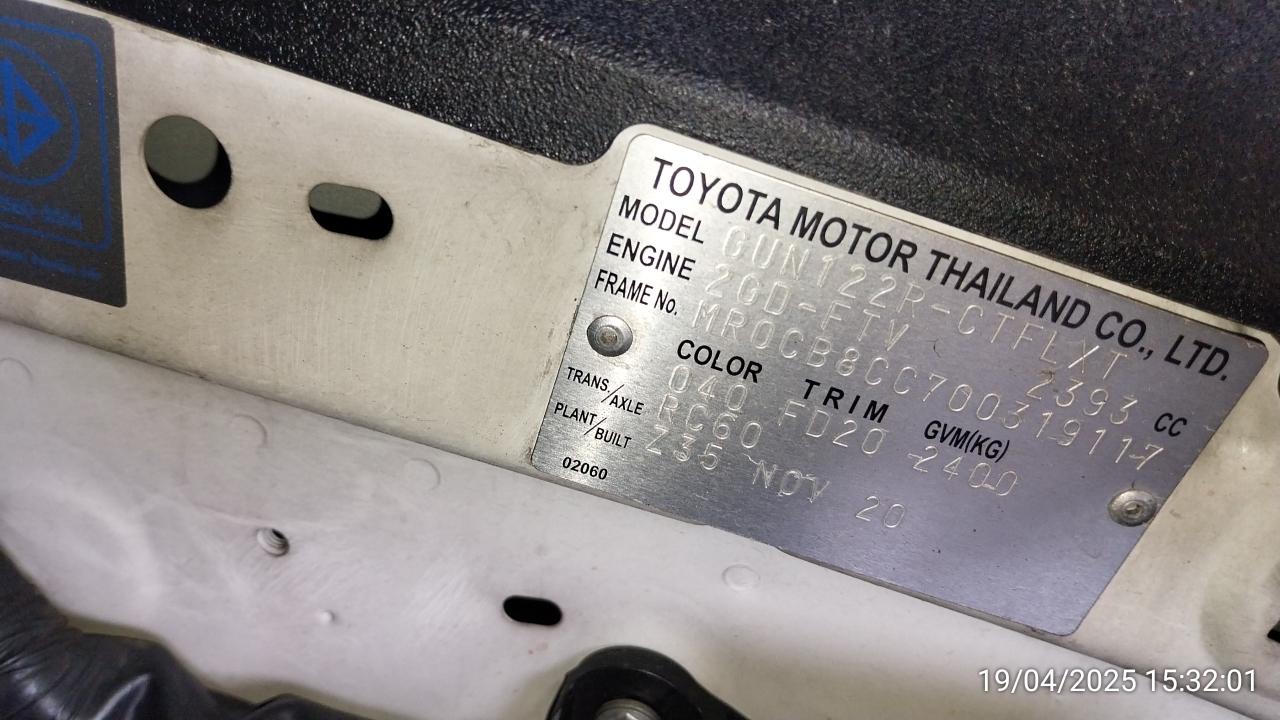 TOYOTA MOTOR THAILAND CO., LTD.
MODEL GUN122R-CTFLXT
ENGINE 2GD-FTV 2393 CC
FRAME No. MR0CB8CC700319117
COLOR TRIM GVM(KG)
040 FD20 2400
TRANS/AXLE RC60
PLANT/BUILT Z35 NOV 20
02060
19/04/2025 15:32:01